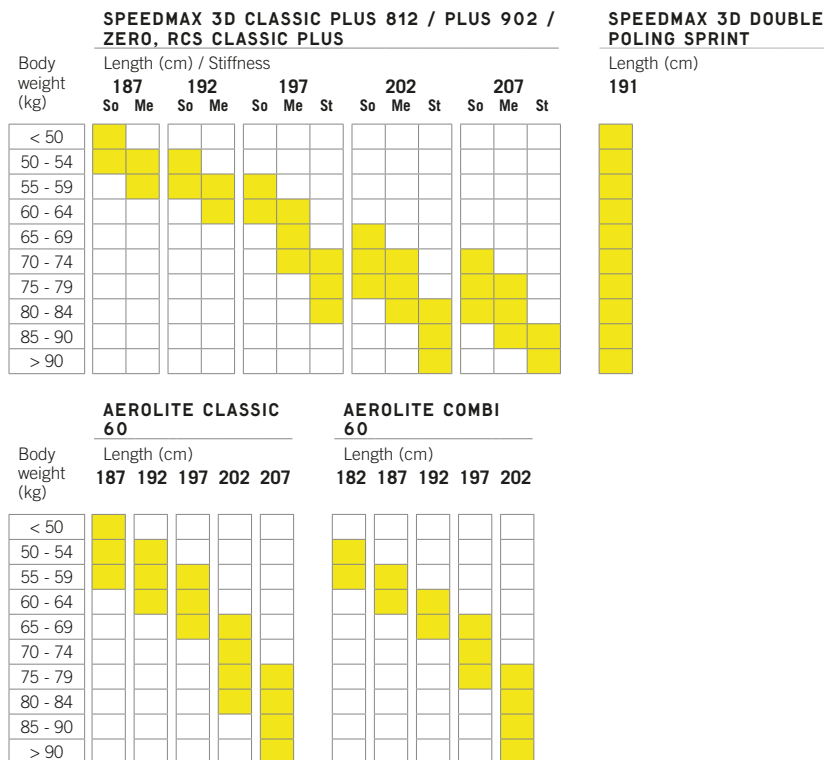 SPEEDMAX 3D CLASSIC PLUS 812 / PLUS 902 /
ZERO, RCS CLASSIC PLUS
SPEEDMAX 3D DOUBLE
POLING SPRINT
Body
weight
(kg)
Length (cm) / Stiffness
Length (cm)
187 192 197 202 207
191
So Me So Me So Me St So Me St So Me St
< 50
50 - 54
55 - 59
60 - 64
65 - 69
70 - 74
75 - 79
80 - 84
85 - 90
> 90
AEROLITE CLASSIC
60
AEROLITE COMBI
60
Body
weight
(kg)
Length (cm)
Length (cm)
187 192 197 202 207
182 187 192 197 202
< 50
50 - 54
55 - 59
60 - 64
65 - 69
70 - 74
75 - 79
80 - 84
85 - 90
> 90